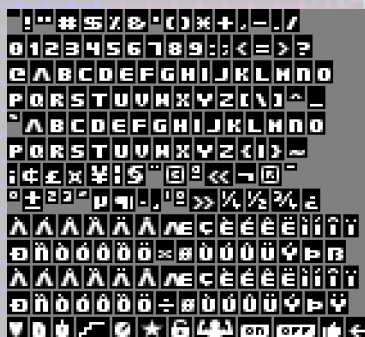 !"#$%&'()*+,-./
0123456789:;<=>?
@ABCDEFGHIJKLMNO
PQRSTUVWXYZ[\]^_
`ABCDEFGHIJKLMNO
PQRSTUVWXYZ{|}~
¡¢£¤¥¦§¨©ª«¬®¯
°±²³´µ¶·¸¹º»¼½¾¿
ÀÁÂÃÄÅÆÇÈÉÊËÌÍÎÏ
ÐÑÒÓÔÕÖ×ØÙÚÛÜÝÞß
ÀÁÂÃÄÅÆÇÈÉÊËÌÍÎÏ
ÐÑÒÓÔÕÖ÷ØÙÚÛÜÝÞŸ
ON OFF